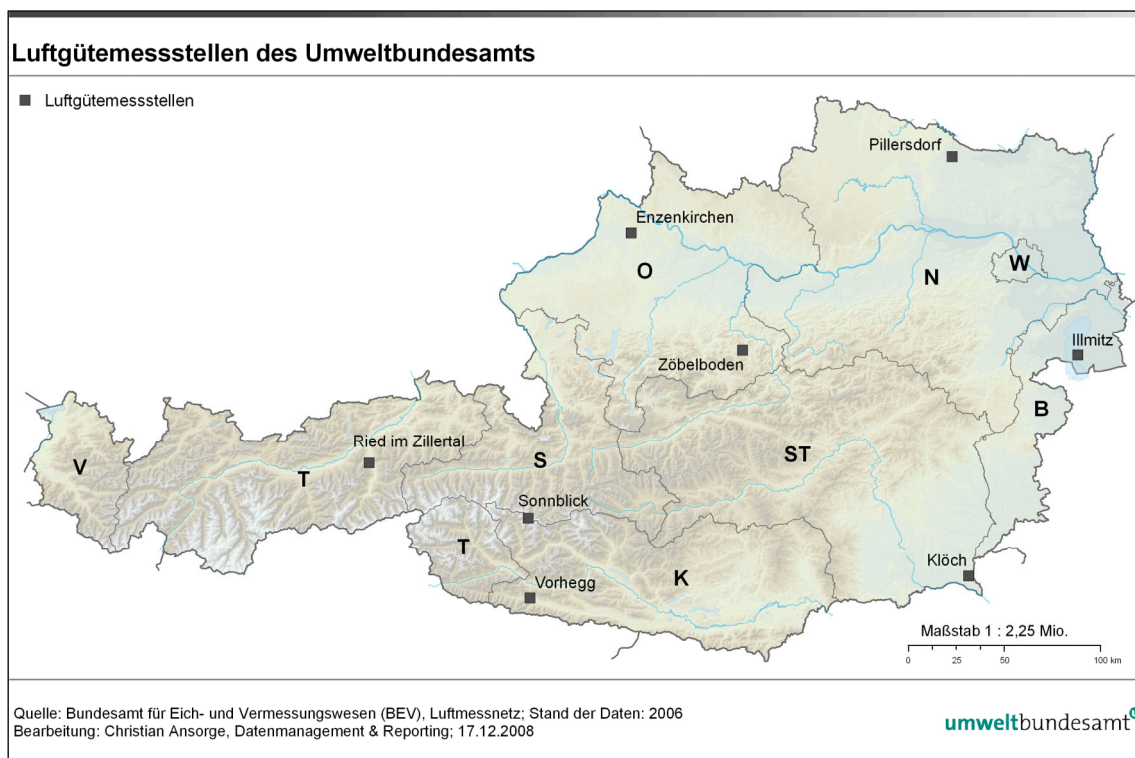 Luftgütemessstellen des Umweltbundesamts
Luftgütemessstellen
Pillersdorf
Enzenkirchen
O
N
W
Zöbelboden
Illmitz
B
Ried im Zillertal
V
T
S
ST
Sonnblick
T
K
Vorhegg
Klöch
Maßstab 1 : 2,25 Mio.
0 25 50 100 km
Quelle: Bundesamt für Eich- und Vermessungswesen (BEV), Luftmessnetz; Stand der Daten: 2006
Bearbeitung: Christian Ansorge, Datenmanagement & Reporting; 17.12.2008
umweltbundesamt